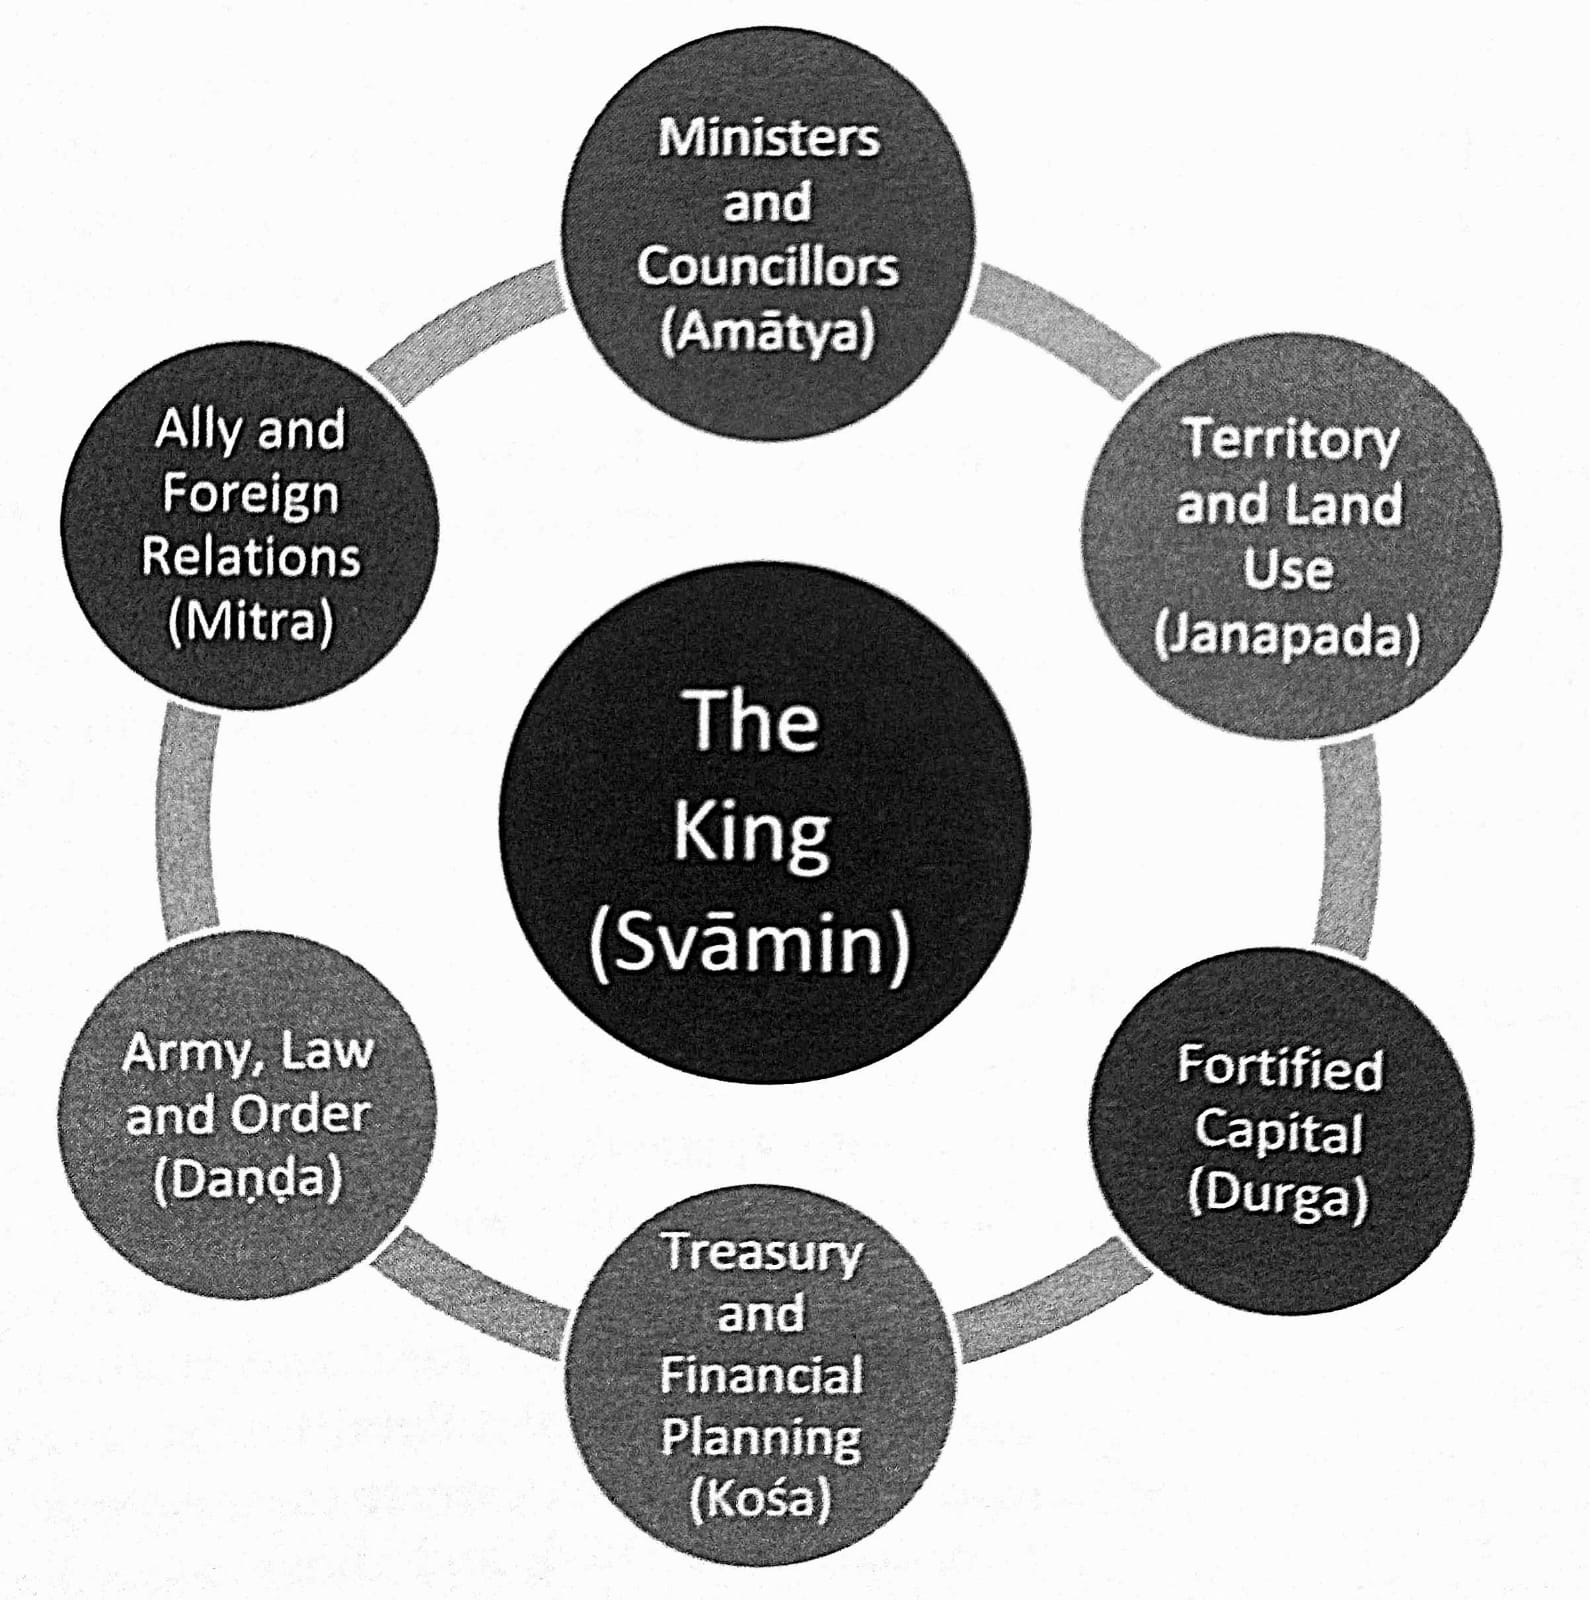 Ministers
and
Councillors
(Amātya)
Territory
and Land
Use
(Janapada)
Fortified
Capital
(Durga)
Treasury
and
Financial
Planning
(Kośa)
Army, Law
and Order
(Daṇḍa)
Ally and
Foreign
Relations
(Mitra)
The
King
(Svāmin)